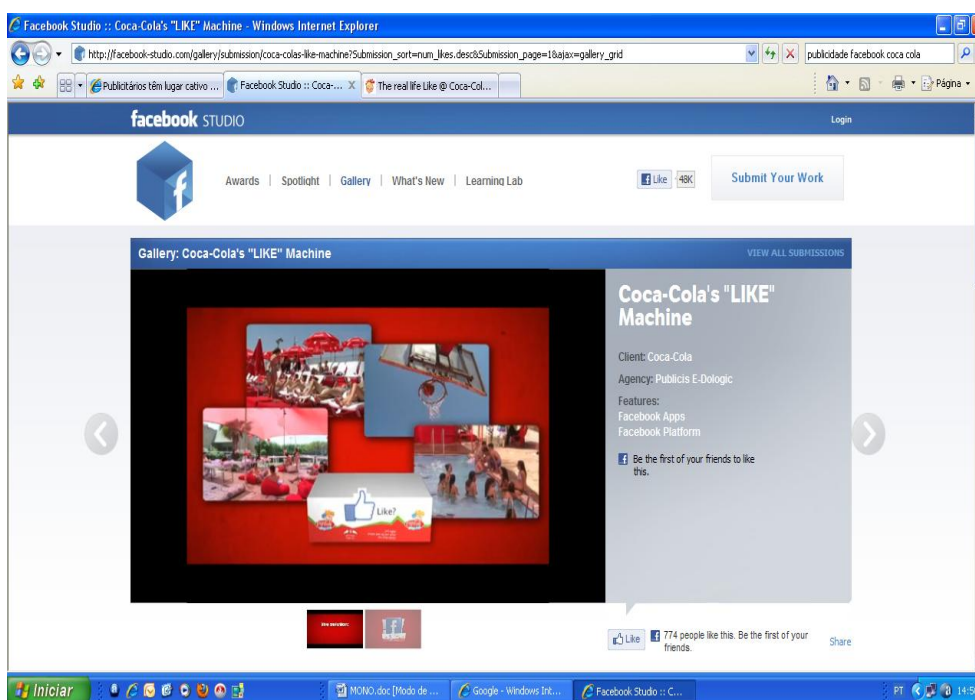 Facebook Studio :: Coca-Cola's "LIKE" Machine - Windows Internet Explorer
http://facebook-studio.com/gallery/submission/coca-colas-like-machine?Submission_sort=num_likes.desc&Submission_page=1&ajax=gallery_grid
publicidade facebook coca cola
Publicitários têm lugar cativo ...
Facebook Studio :: Coca-... X
The real life Like @ Coca-Col...
Página
facebook STUDIO
Login
Awards | Spotlight | Gallery | What's New | Learning Lab
Like 48K
Submit Your Work
Gallery: Coca-Cola's "LIKE" Machine
VIEW ALL SUBMISSIONS
Coca-Cola's "LIKE"
Machine
Client: Coca-Cola
Agency: Publicis E-Dologic
Features:
Facebook Apps
Facebook Platform
Be the first of your friends to like
this.
Like?
Like
774 people like this. Be the first of your
friends.
Share
Iniciar
MONO.doc [Modo de ...
Google - Windows Int...
Facebook Studio :: C...
PT